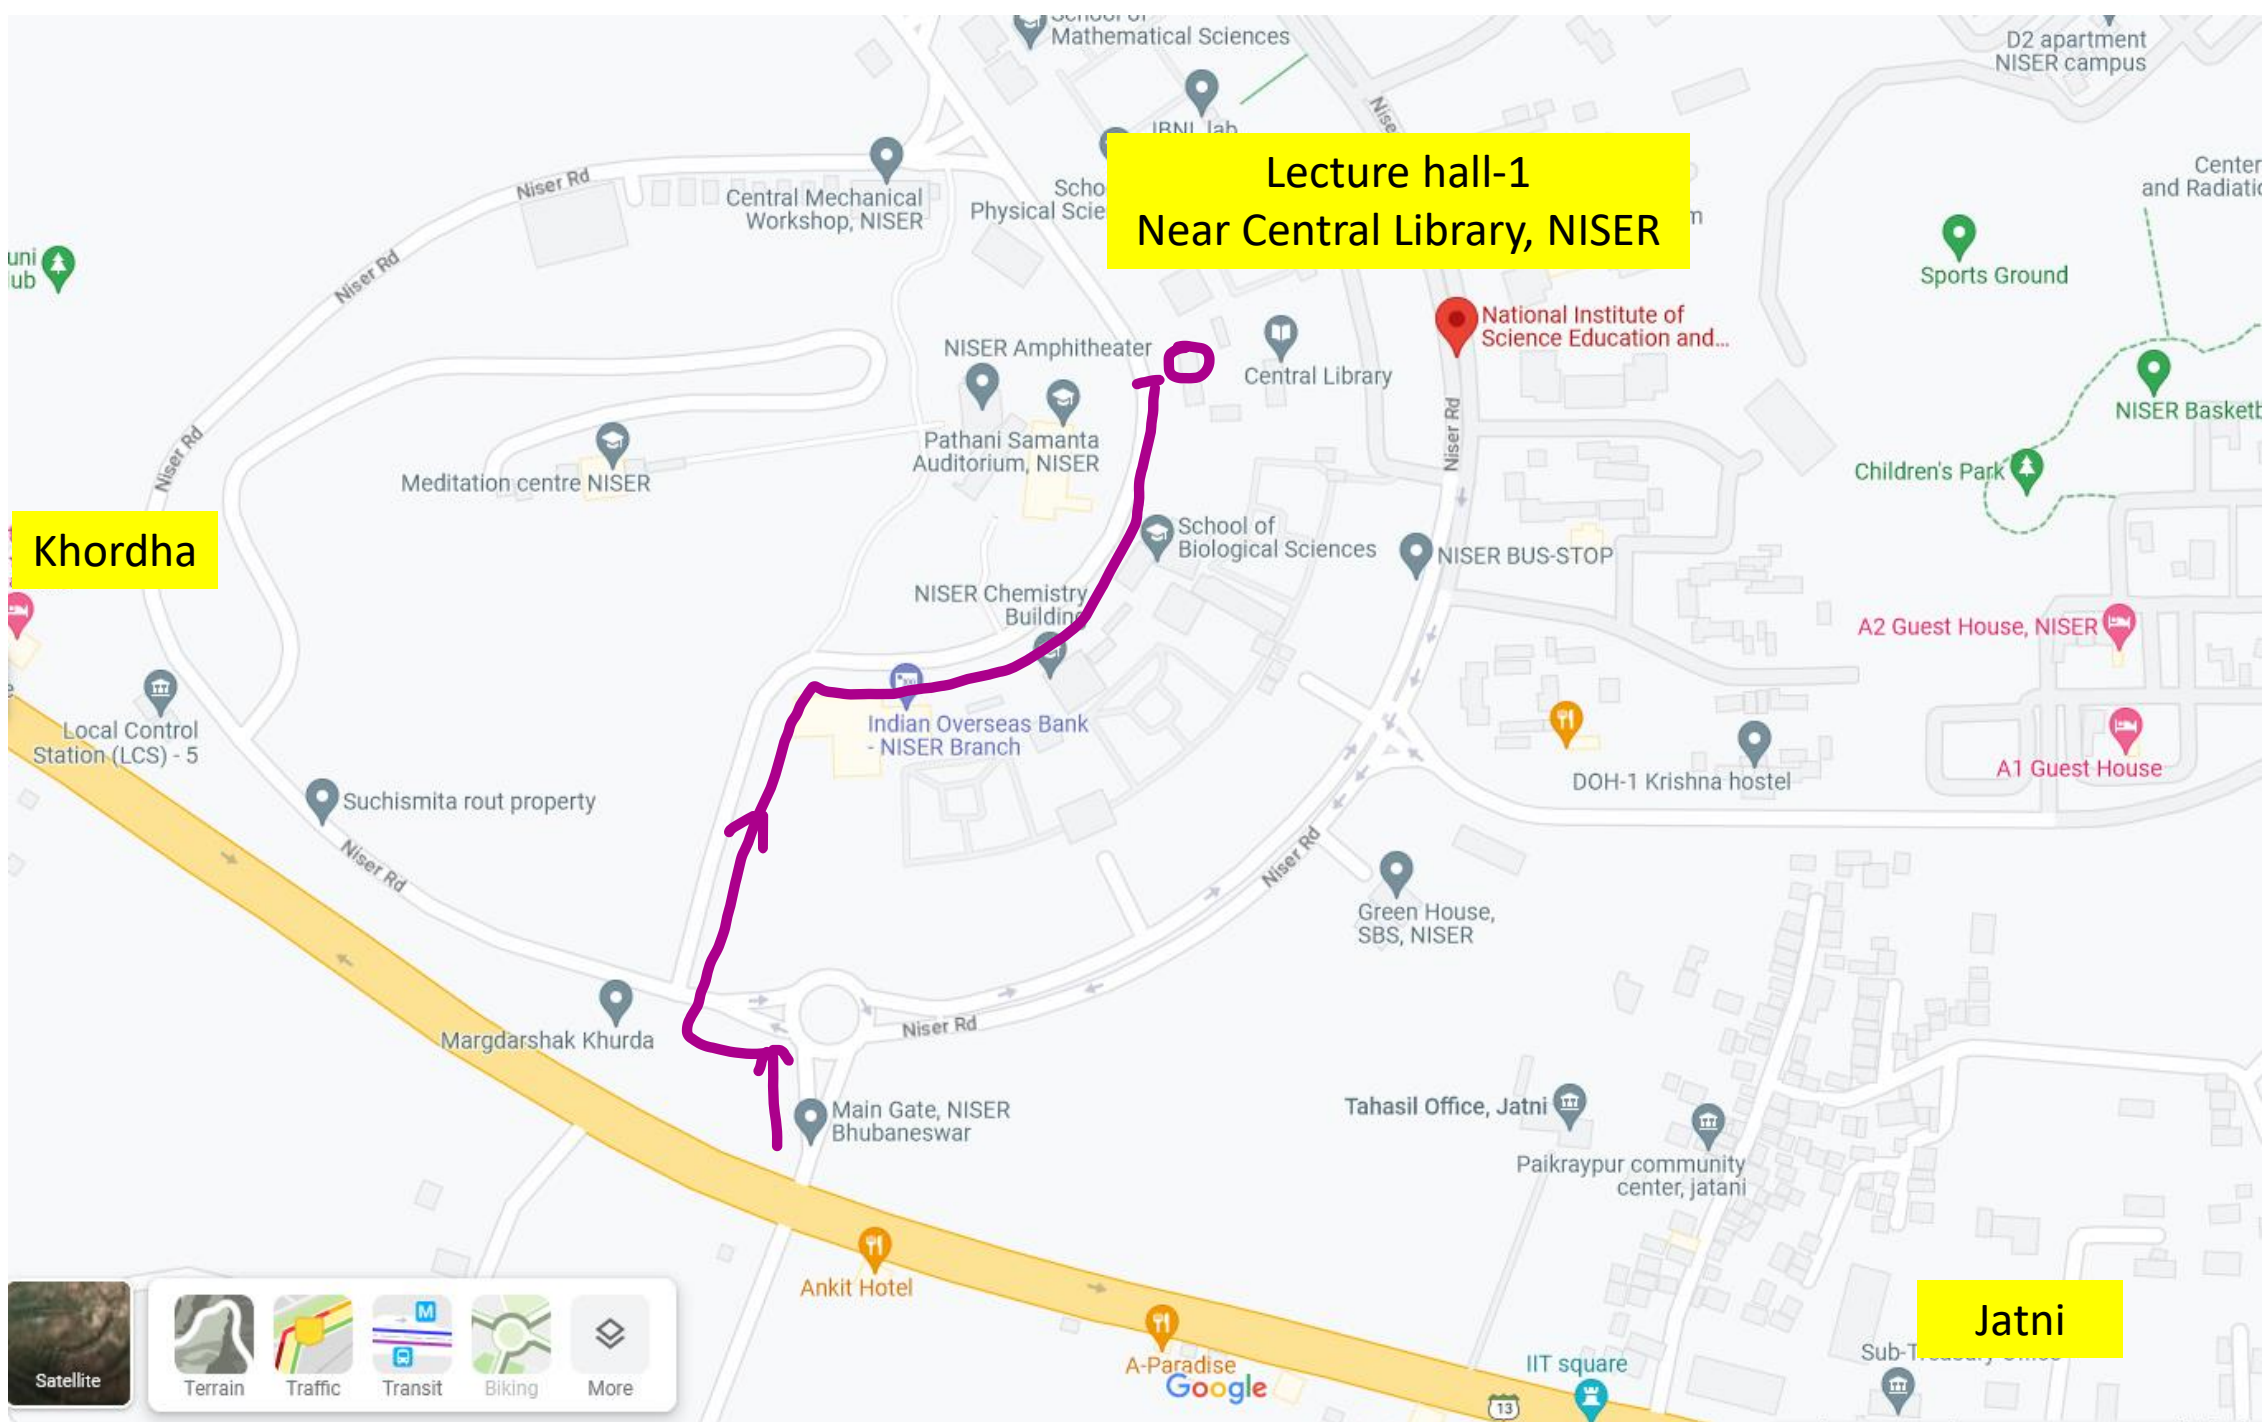 School of
Mathematical Sciences
D2 apartment
NISER campus
IBNL lab
Lecture hall-1
Near Central Library, NISER
Niser Rd
Central Mechanical
Workshop, NISER
Physical
Center
Sports Ground
Niser Rd
National Institute of
Science Education and...
NISER Amphitheater
Central Library
NISER
Niser Rd
Niser Rd
Pathani Samanta
Auditorium, NISER
Meditation centre NISER
Children's Park
Khordha
School of
Biological Sciences
NISER BUS-STOP
NISER Chemistry
Building
A2 Guest House, NISER
Local Control
Station (LCS) - 5
Indian Overseas Bank
- NISER Branch
DOH-1 Krishna hostel
A1 Guest House
Suchismita rout property
Niser Rd
Niser Rd
Green House,
SBS, NISER
Margdarshak Khurda
Niser Rd
Main Gate, NISER
Bhubaneswar
Tahasil Office, Jatni
Paikraypur community
center, jatani
Ankit Hotel
Jatni
A-Paradise
IIT square
Google
13
Satellite
Terrain
Traffic
Transit
Biking
More